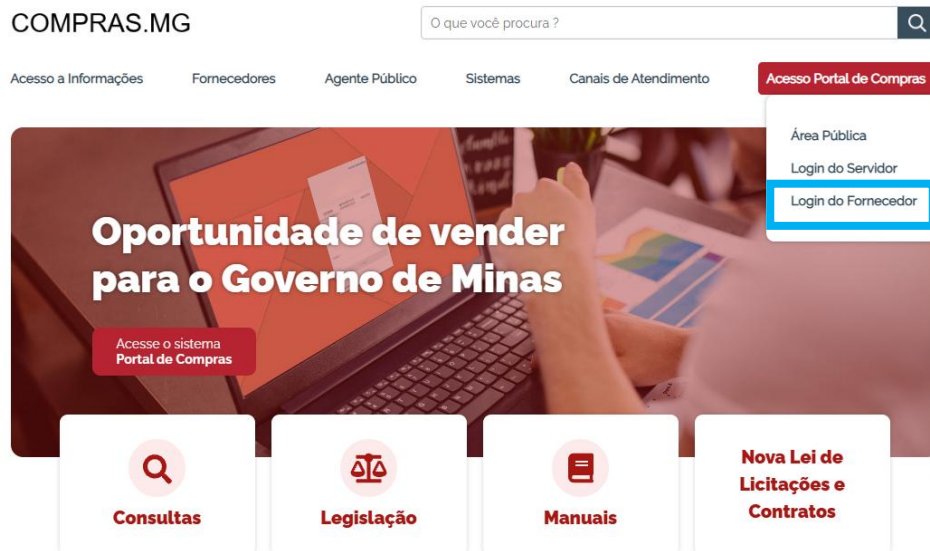 COMPRAS.MG
O que você procura ?
Acesso a Informações
Fornecedores
Agente Público
Sistemas
Canais de Atendimento
Acesso Portal de Compras
Área Pública
Login do Servidor
Login do Fornecedor
Oportunidade de vender
para o Governo de Minas
Acesse o sistema
Portal de Compras
Consultas
Legislação
Manuais
Nova Lei de
Licitações e
Contratos